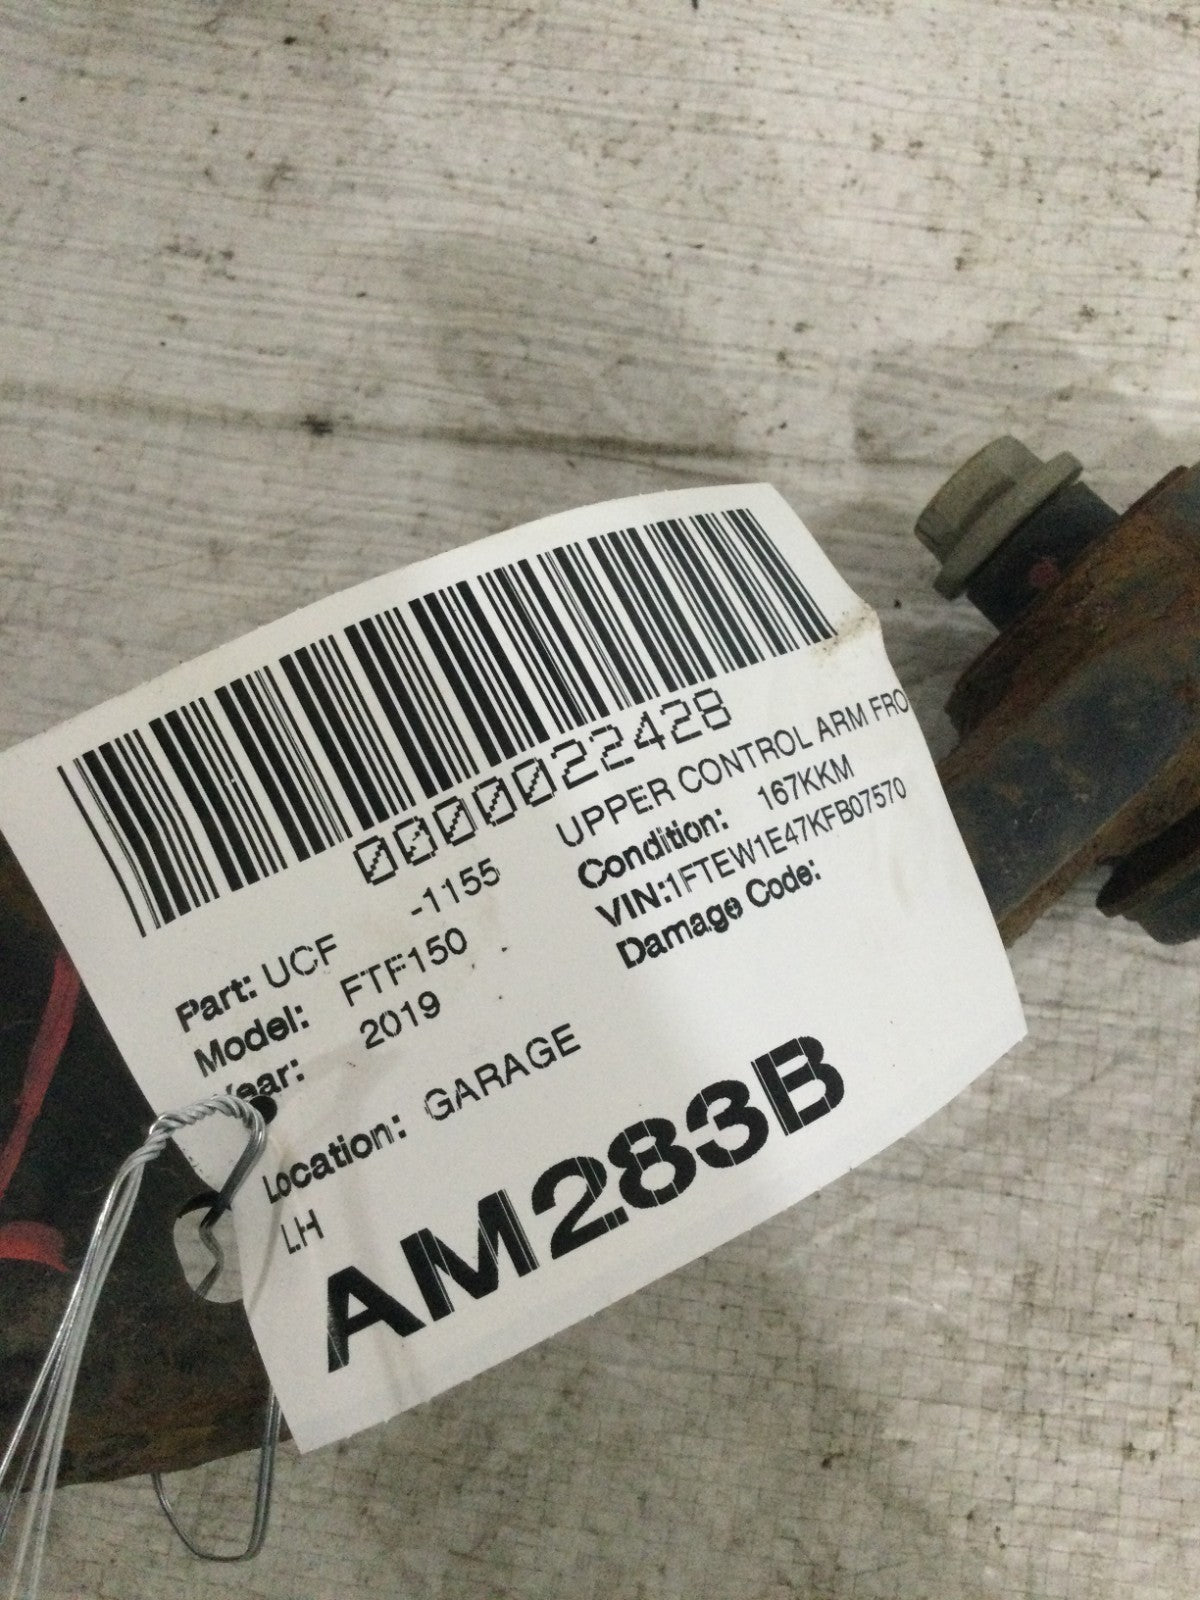 0000022428
Part: UCF -1155 UPPER CONTROL ARM FRO
Model: FTF150 Condition: 167KKM
Year: 2019 VIN:1FTEW1E47KFB07570
Damage Code:
Location: GARAGE
LH
AM283B